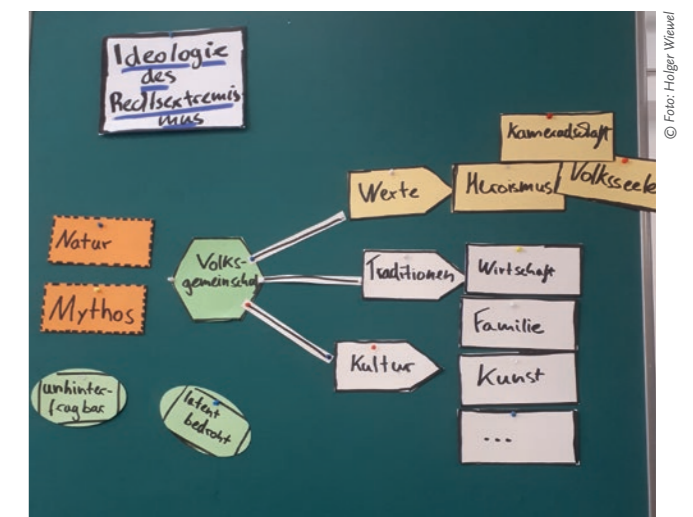 Ideologie
des
Rechtsextremis
mus
Kameradschaft
Werte
Heroismus
Volksseele
Natur
Mythos
Volks-
gemeinschaf
Traditionen
Wirtschaft
Familie
Kultur
Kunst
...
unhinter-
fragbar
latent
bedroht
© Foto: Holger Wiewel